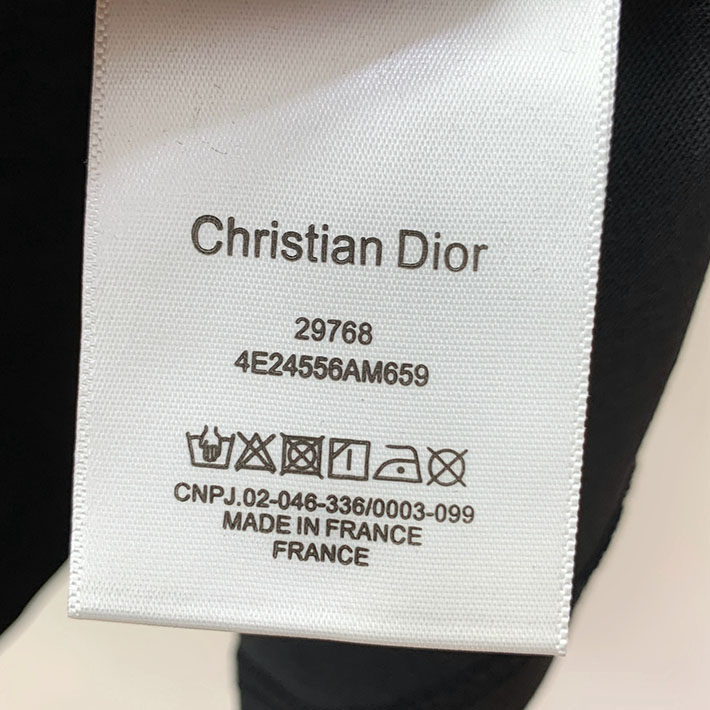 Christian Dior
29768
4E24556AM659
CNPJ.02-046-336/0003-099
MADE IN FRANCE
FRANCE